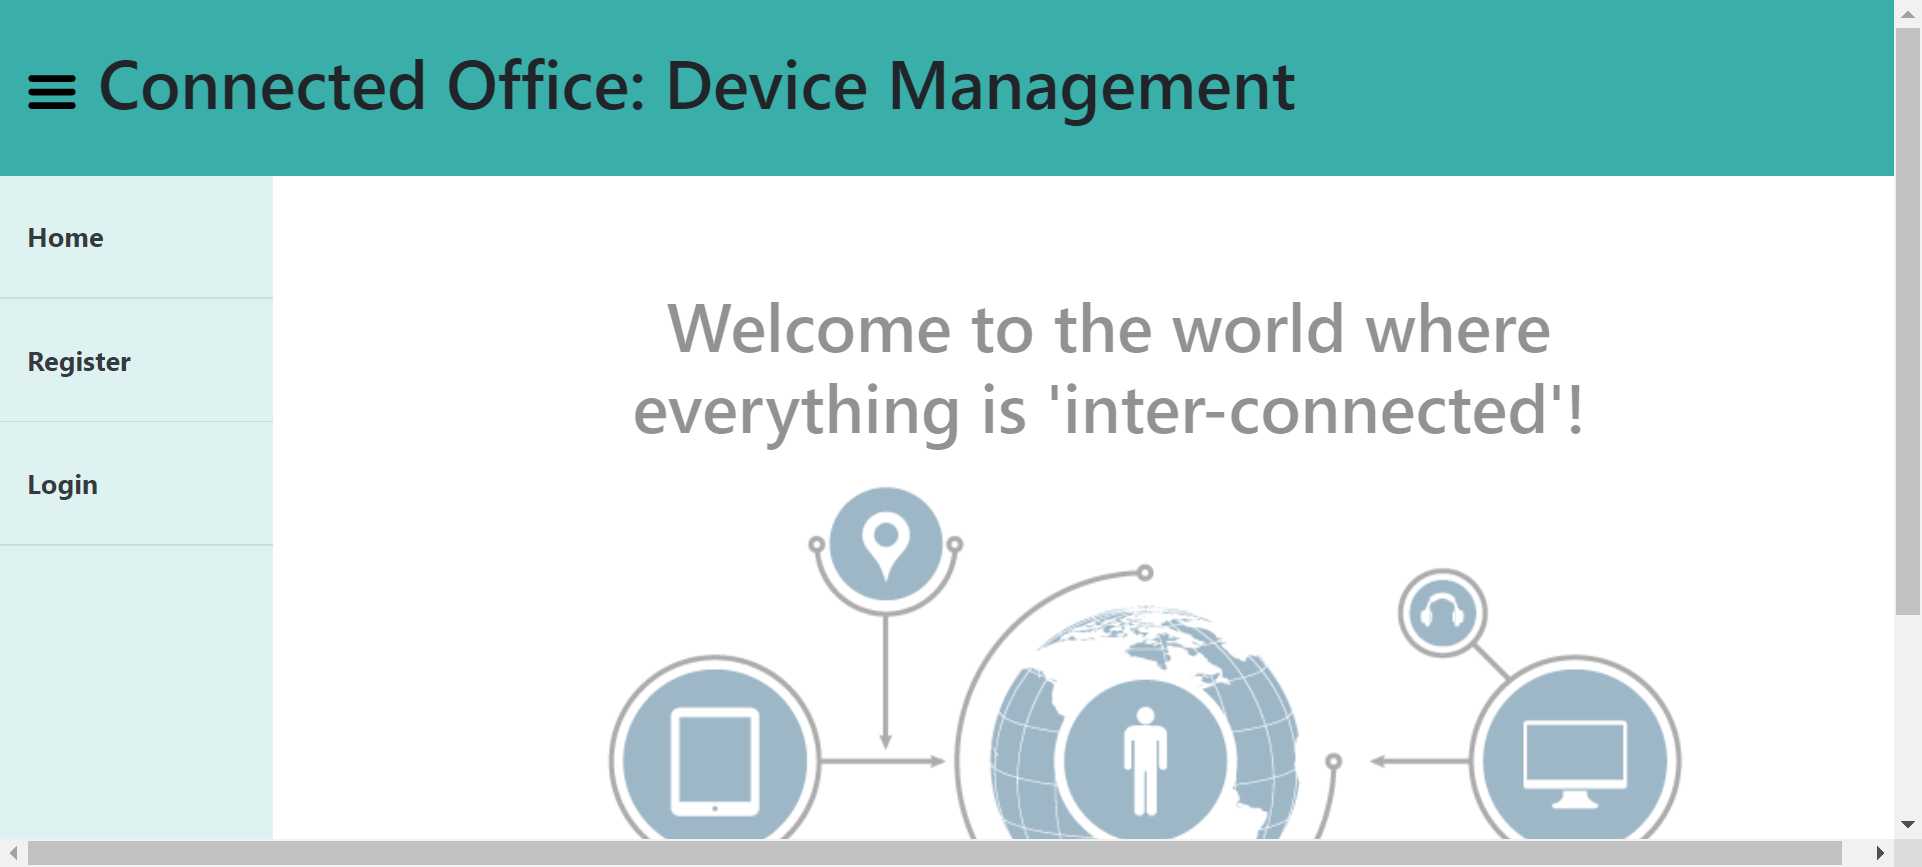 Connected Office: Device Management
Home
Register
Login
Welcome to the world where
everything is 'inter-connected'!